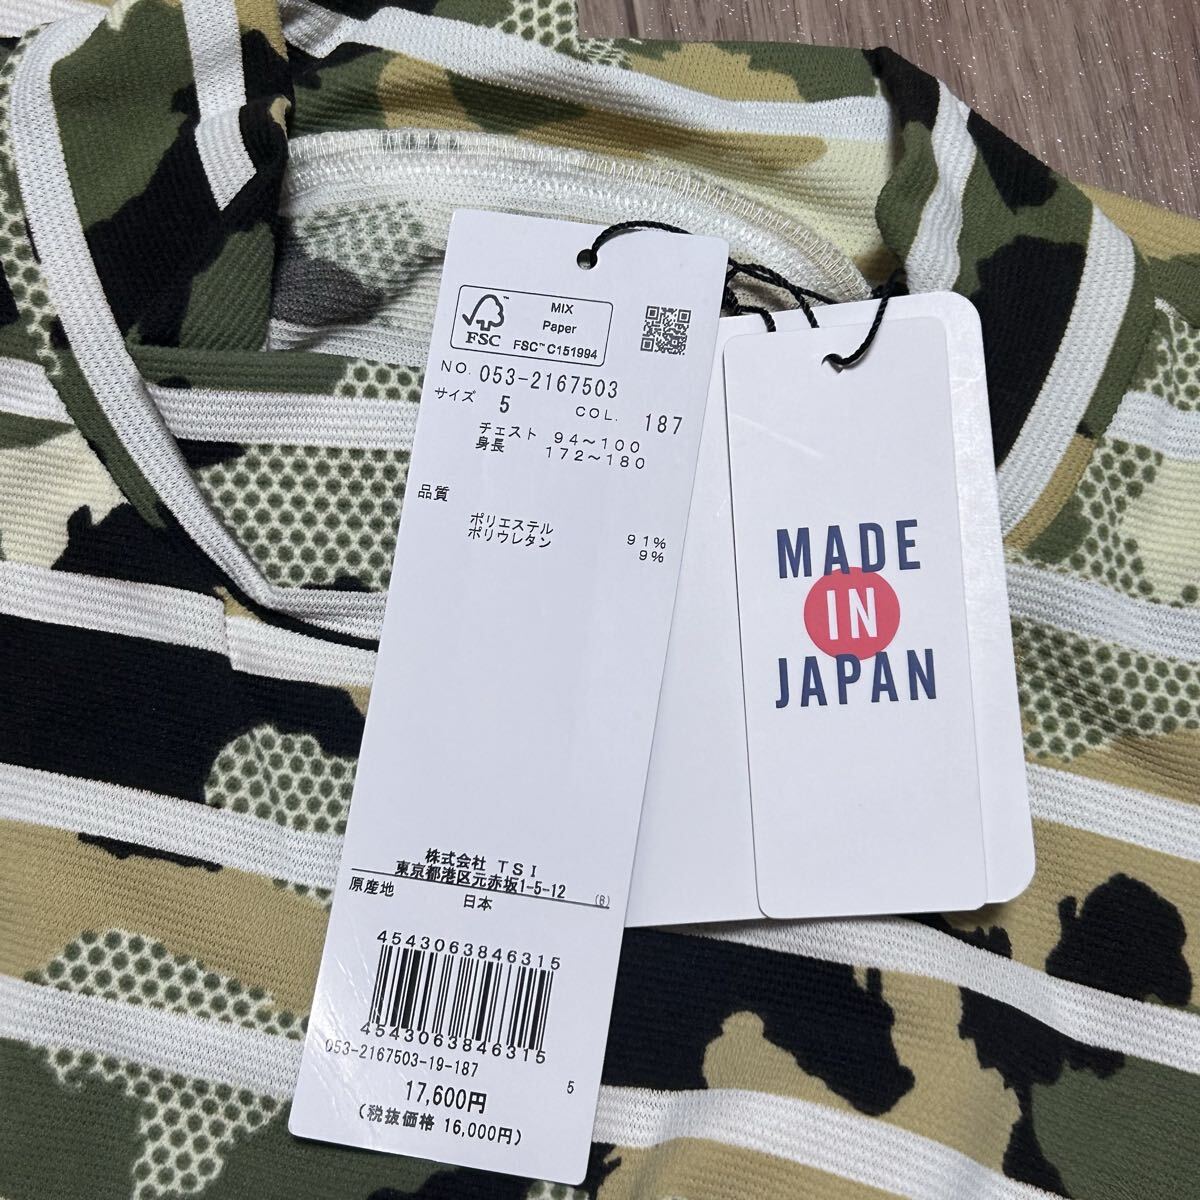 MIX
Paper
FSC™ C151994
FSC
NO. 053-2167503
サイズ 5 COL. 187
チェスト 94～100
身長 172～180
品質
ポリエステル 91%
ポリウレタン 9%
株式会社 TSI
東京都港区元赤坂1-5-12 (B)
原産地 日本
4543063846315
4543063846315
053-2167503-19-187
5
17,600円
(税抜価格 16,000円)
MADE
IN
JAPAN